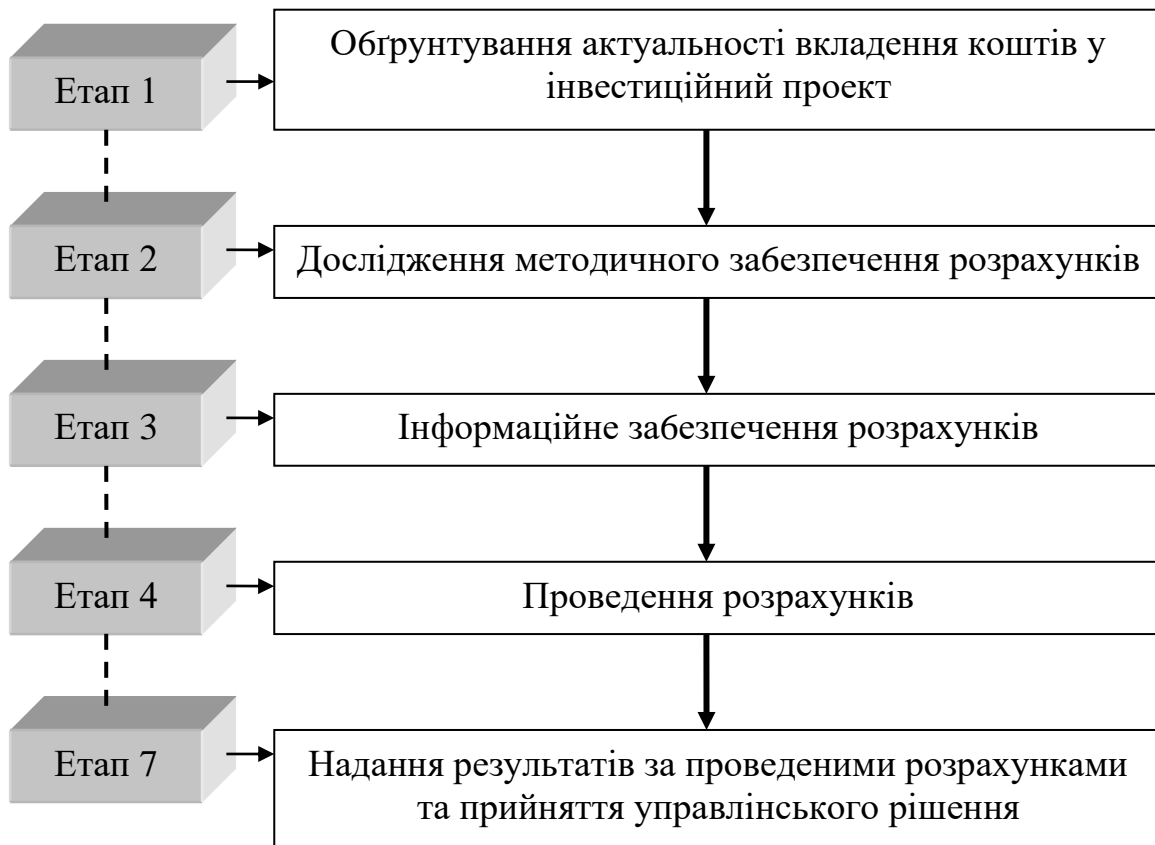 Етап 1
Обґрунтування актуальності вкладення коштів у
інвестиційний проект
Етап 2
Дослідження методичного забезпечення розрахунків
Етап 3
Інформаційне забезпечення розрахунків
Етап 4
Проведення розрахунків
Етап 7
Надання результатів за проведеними розрахунками
та прийняття управлінського рішення